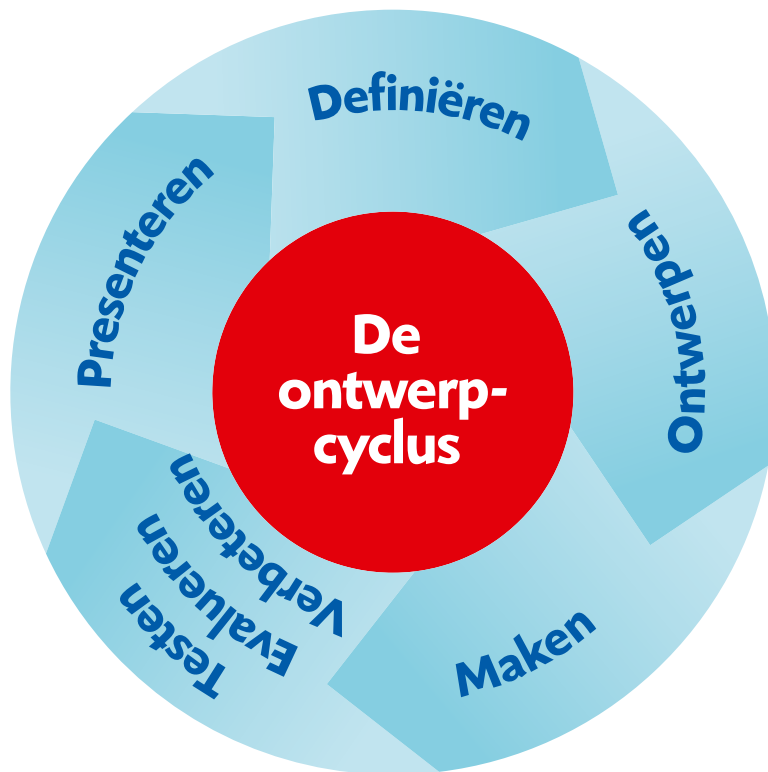 De
ontwerp-
cyclus
Definiëren
Ontwerpen
Maken
Testen
Evalueren
Verbeteren
Presenteren